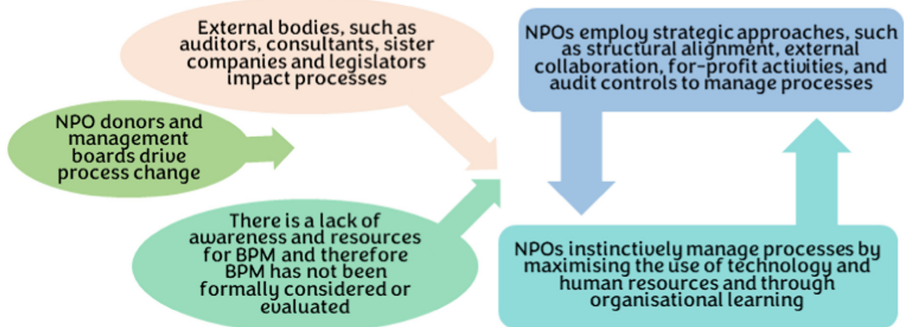 External bodies, such as
auditors, consultants, sister
companies and legislators
impact processes
NPO donors and
management
boards drive
process change
There is a lack of
awareness and resources
for BPM and therefore
BPM has not been
formally considered or
evaluated
NPOs employ strategic approaches, such
as structural alignment, external
collaboration, for-profit activities, and
audit controls to manage processes
NPOs instinctively manage processes by
maximising the use of technology and
human resources and through
organisational learning